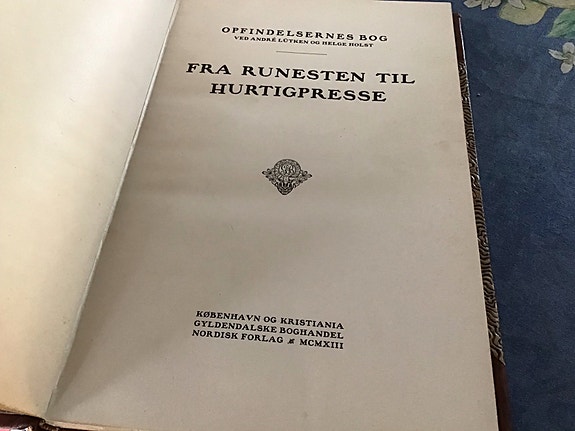 OPFINDELSERNES BOG
VED ANDRÉ LÜTKEN OG HELGE HOLST
FRA RUNESTEN TIL
HURTIGPRESSE
KØBENHAVN OG KRISTIANIA
GYLDENDALSKE BOGHANDEL
NORDISK FORLAG MCMXIII